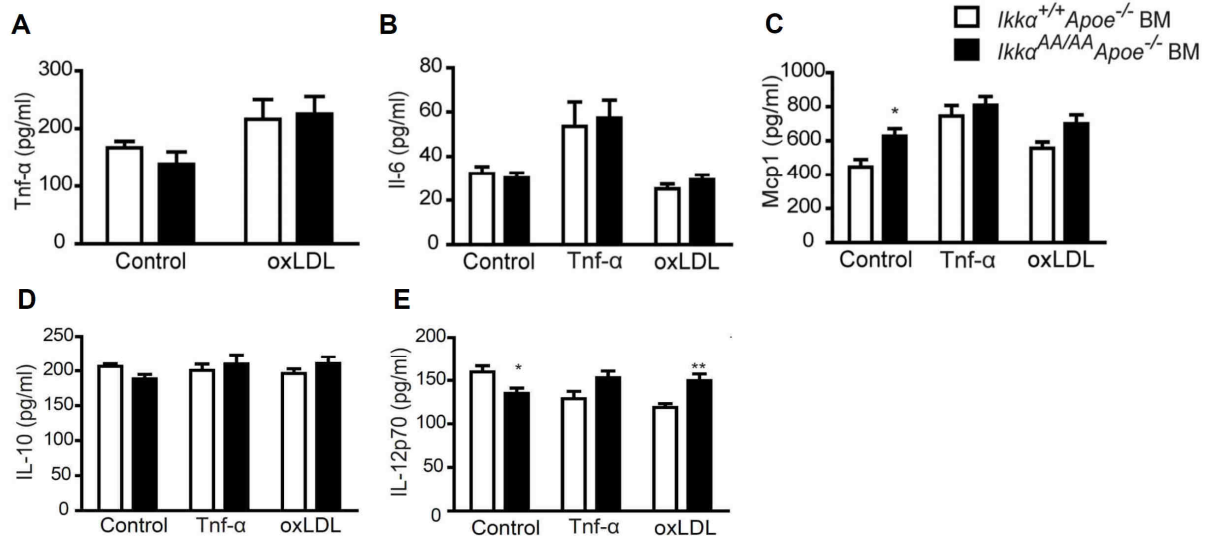 A
B
C
Ikkα+/+Apoe-/- BM
IkkαAA/AAApoe-/- BM
Tnf-α (pg/ml)
300
200
100
0
Control
oxLDL
Il-6 (pg/ml)
80
60
40
20
0
Control
Tnf-α
oxLDL
Mcp1 (pg/ml)
1000
800
600
400
200
0
*
Control
Tnf-α
oxLDL
D
E
IL-10 (pg/ml)
250
200
150
100
50
0
Control
Tnf-α
oxLDL
IL-12p70 (pg/ml)
200
150
100
50
0
*
**
Control
Tnf-α
oxLDL